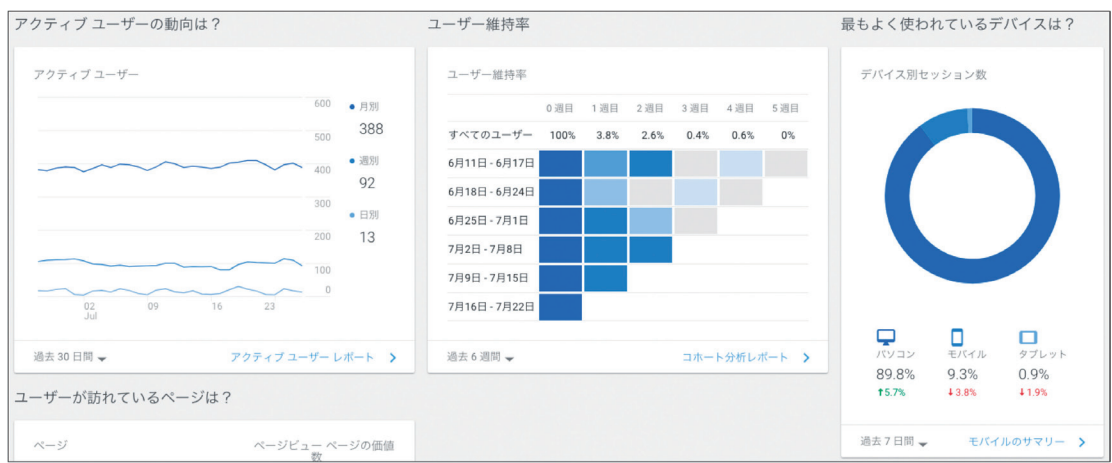 アクティブ ユーザーの動向は？
アクティブ ユーザー
600
500
400
300
200
100
0
02
Jul
09
16
23
月別
388
週別
92
日別
13
過去 30 日間
アクティブ ユーザー レポート
ユーザー維持率
ユーザー維持率
0 週目 1 週目 2 週目 3 週目 4 週目 5 週目
すべてのユーザー 100% 3.8% 2.6% 0.4% 0.6% 0%
6月11日 - 6月17日
6月18日 - 6月24日
6月25日 - 7月1日
7月2日 - 7月8日
7月9日 - 7月15日
7月16日 - 7月22日
過去 6 週間
コホート分析レポート
最もよく使われているデバイスは？
デバイス別セッション数
パソコン モバイル タブレット
89.8% 9.3% 0.9%
↑5.7% ↓3.8% ↓1.9%
過去 7 日間
モバイルのサマリー
ユーザーが訪れているページは？
ページ
ページビュー ページの価値
数